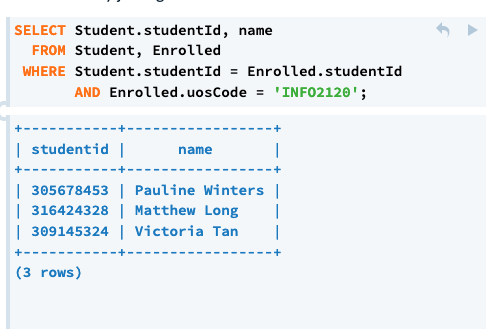 SELECT Student.studentId, name
FROM Student, Enrolled
WHERE Student.studentId = Enrolled.studentId
AND Enrolled.uosCode = 'INFO2120';
+-----------+-----------------+
| studentid |      name       |
+-----------+-----------------+
| 305678453 | Pauline Winters |
| 316424328 | Matthew Long    |
| 309145324 | Victoria Tan    |
+-----------+-----------------+
(3 rows)